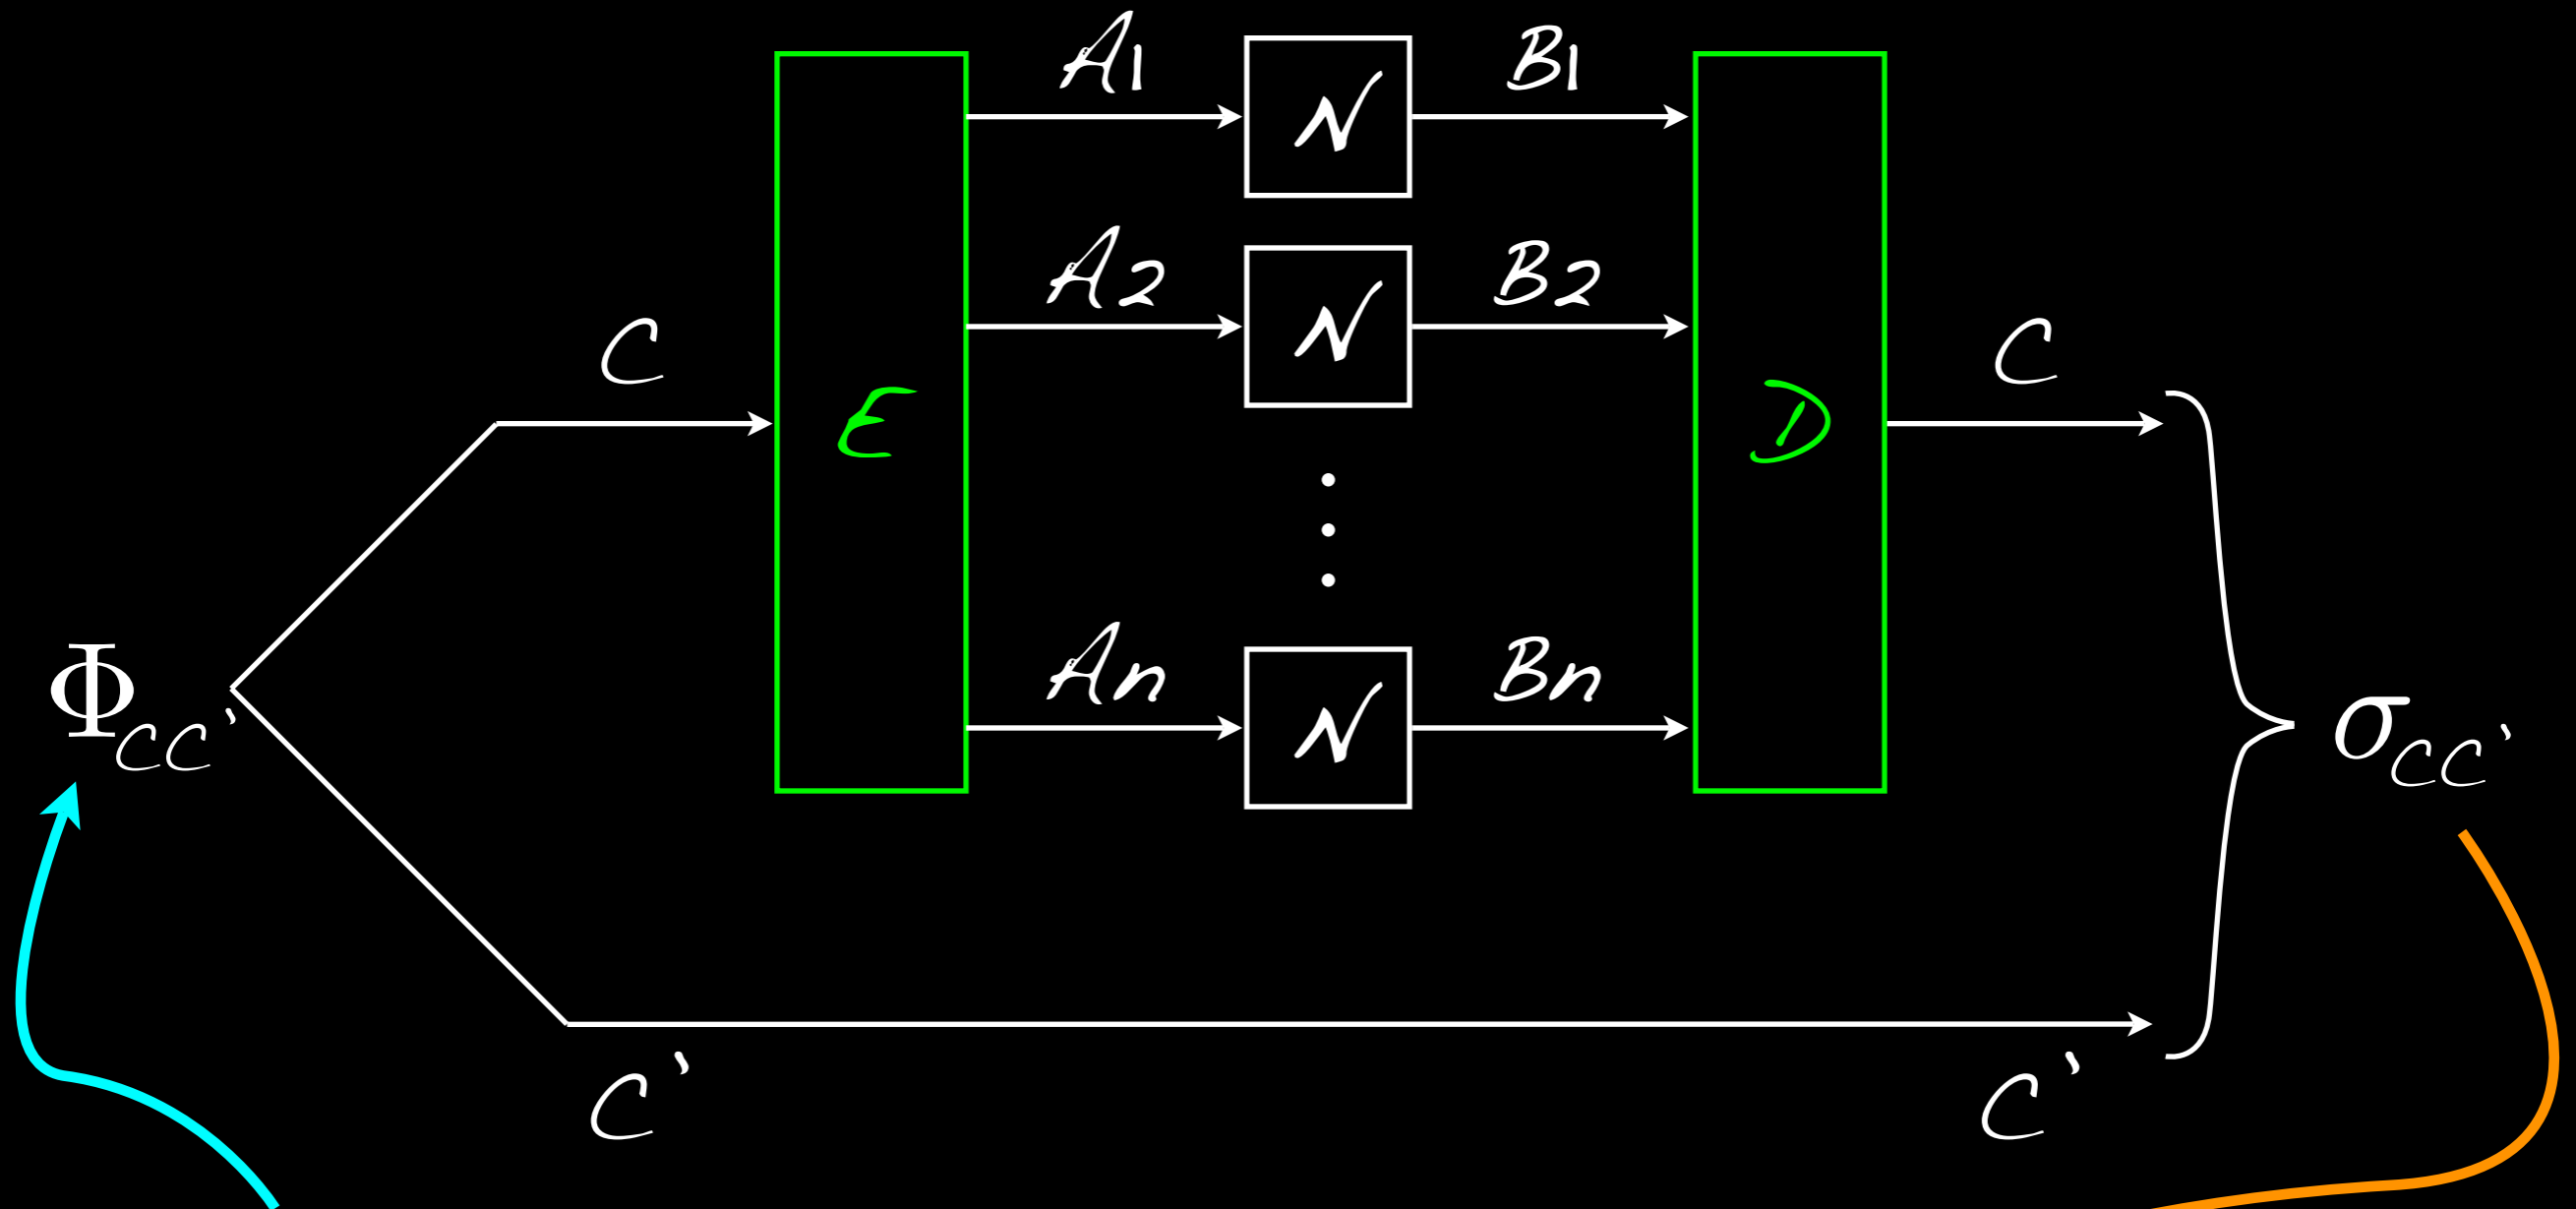 A1 N B1
A2 N B2
C E D C
An N Bn
ΦCC' σCC'
C' C'